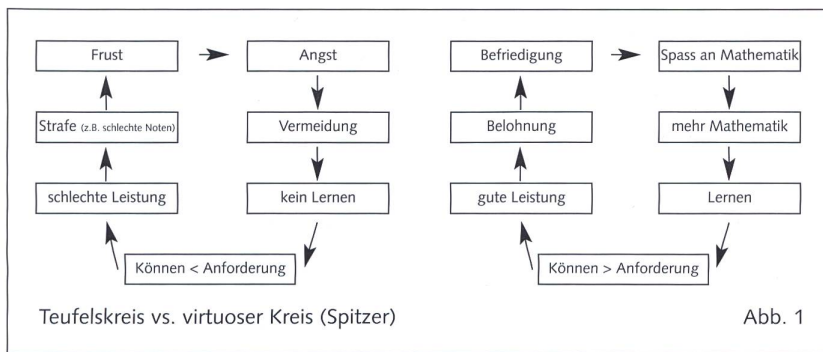 Frust
Angst
Strafe (z.B. schlechte Noten)
Vermeidung
schlechte Leistung
kein Lernen
Können < Anforderung
Befriedigung
Spass an Mathematik
Belohnung
mehr Mathematik
gute Leistung
Lernen
Können > Anforderung
Teufelskreis vs. virtuoser Kreis (Spitzer)
Abb. 1